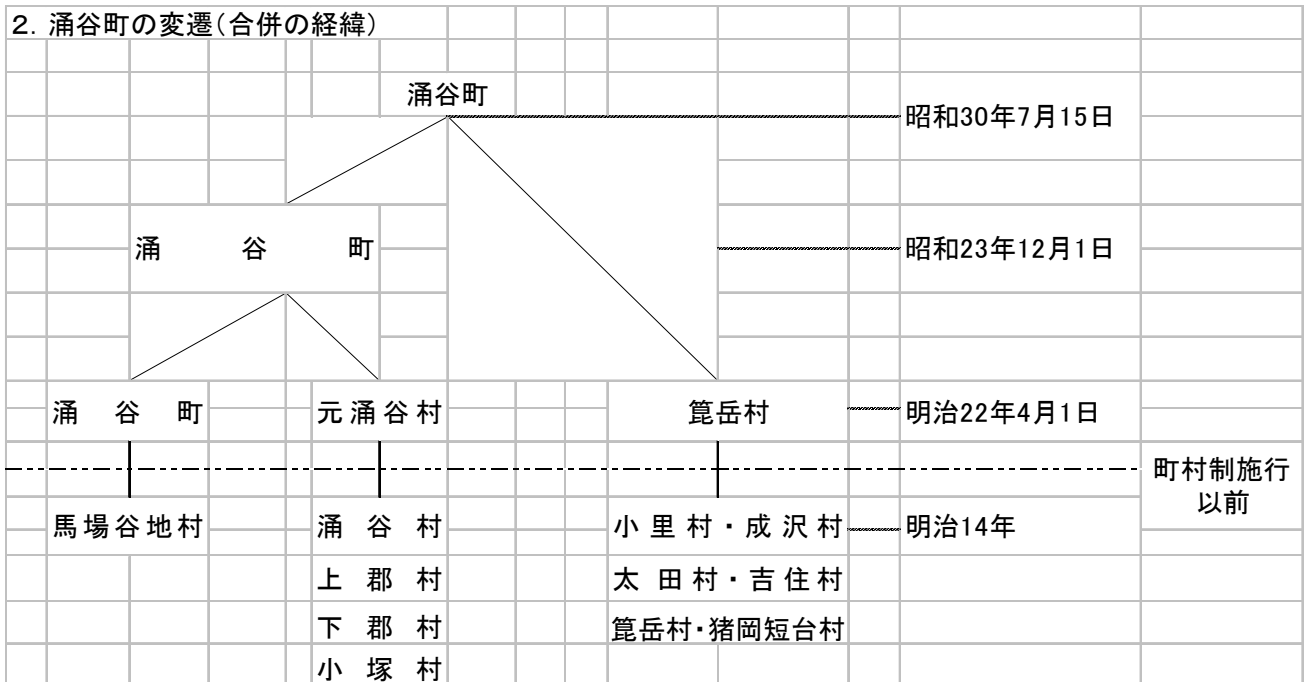 2．涌谷町の変遷（合併の経緯）
涌谷町
昭和30年7月15日
涌谷町
昭和23年12月1日
涌谷町 元涌谷村 箟岳村 明治22年4月1日
町村制施行
以前
馬場谷地村 涌谷村 小里村・成沢村 明治14年
上郡村 太田村・吉住村
下郡村 箟岳村・猪岡短台村
小塚村